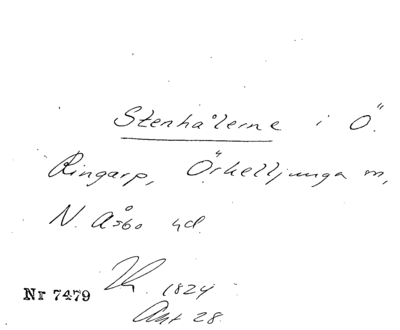 Stenhålerne i Ö.
Ringarp, Örkelljunga m,
N. Åsbo hd.
1824
Nr 7479
28.